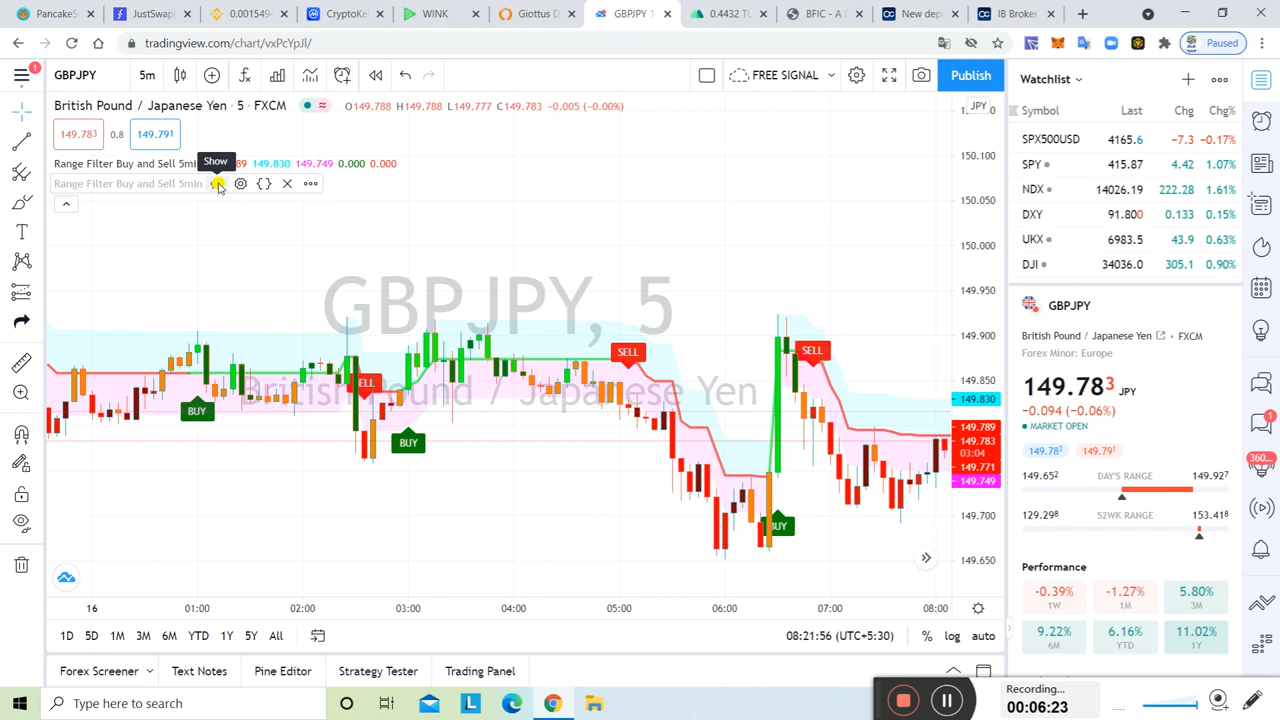 PancakeS
JustSwap
0.0015494
CryptoKe
WINK
Giottus D
GBPJPY 1
0.4432 TU
BFIC - A D
New dep
IB Broker
tradingview.com/chart/vxPcYpJl/
Paused
1
GBPJPY
5m
FREE SIGNAL
Publish
British Pound / Japanese Yen · 5 · FXCM
O149.788 H149.788 L149.777 C149.783 -0.005 (-0.00%)
JPY
149.783
0.8
149.791
Range Filter Buy and Sell 5mi
89 149.830 149.749 0.000 0.000
Show
Range Filter Buy and Sell 5min
GBPJPY, 5
British Pound / Japanese Yen
BUY
ELL
BUY
SELL
BUY
SELL
150.100
150.050
150.000
149.950
149.900
149.850
149.830
149.789
149.783
03:04
149.771
149.749
149.700
149.650
16
01:00
02:00
03:00
04:00
05:00
06:00
07:00
08:00
1D
5D
1M
3M
6M
YTD
1Y
5Y
All
08:21:56 (UTC+5:30)
%
log
auto
Forex Screener
Text Notes
Pine Editor
Strategy Tester
Trading Panel
Watchlist
Symbol Last Chg Chg%
SPX500USD 4165.6 -7.3 -0.17%
SPY 415.87 4.42 1.07%
NDX 14026.19 222.28 1.61%
DXY 91.800 0.133 0.15%
UKX 6983.5 43.9 0.63%
DJI 34036.0 305.1 0.90%
GBPJPY
British Pound / Japanese Yen · FXCM
Forex Minor: Europe
149.783 JPY
-0.094 (-0.06%)
MARKET OPEN
149.783
149.791
149.652 DAY'S RANGE 149.927
129.298 52WK RANGE 153.418
Performance
-0.39%
1W
-1.27%
1M
5.80%
3M
9.22%
6M
6.16%
YTD
11.02%
1Y
1
360...
Type here to search
Recording...
00:06:23